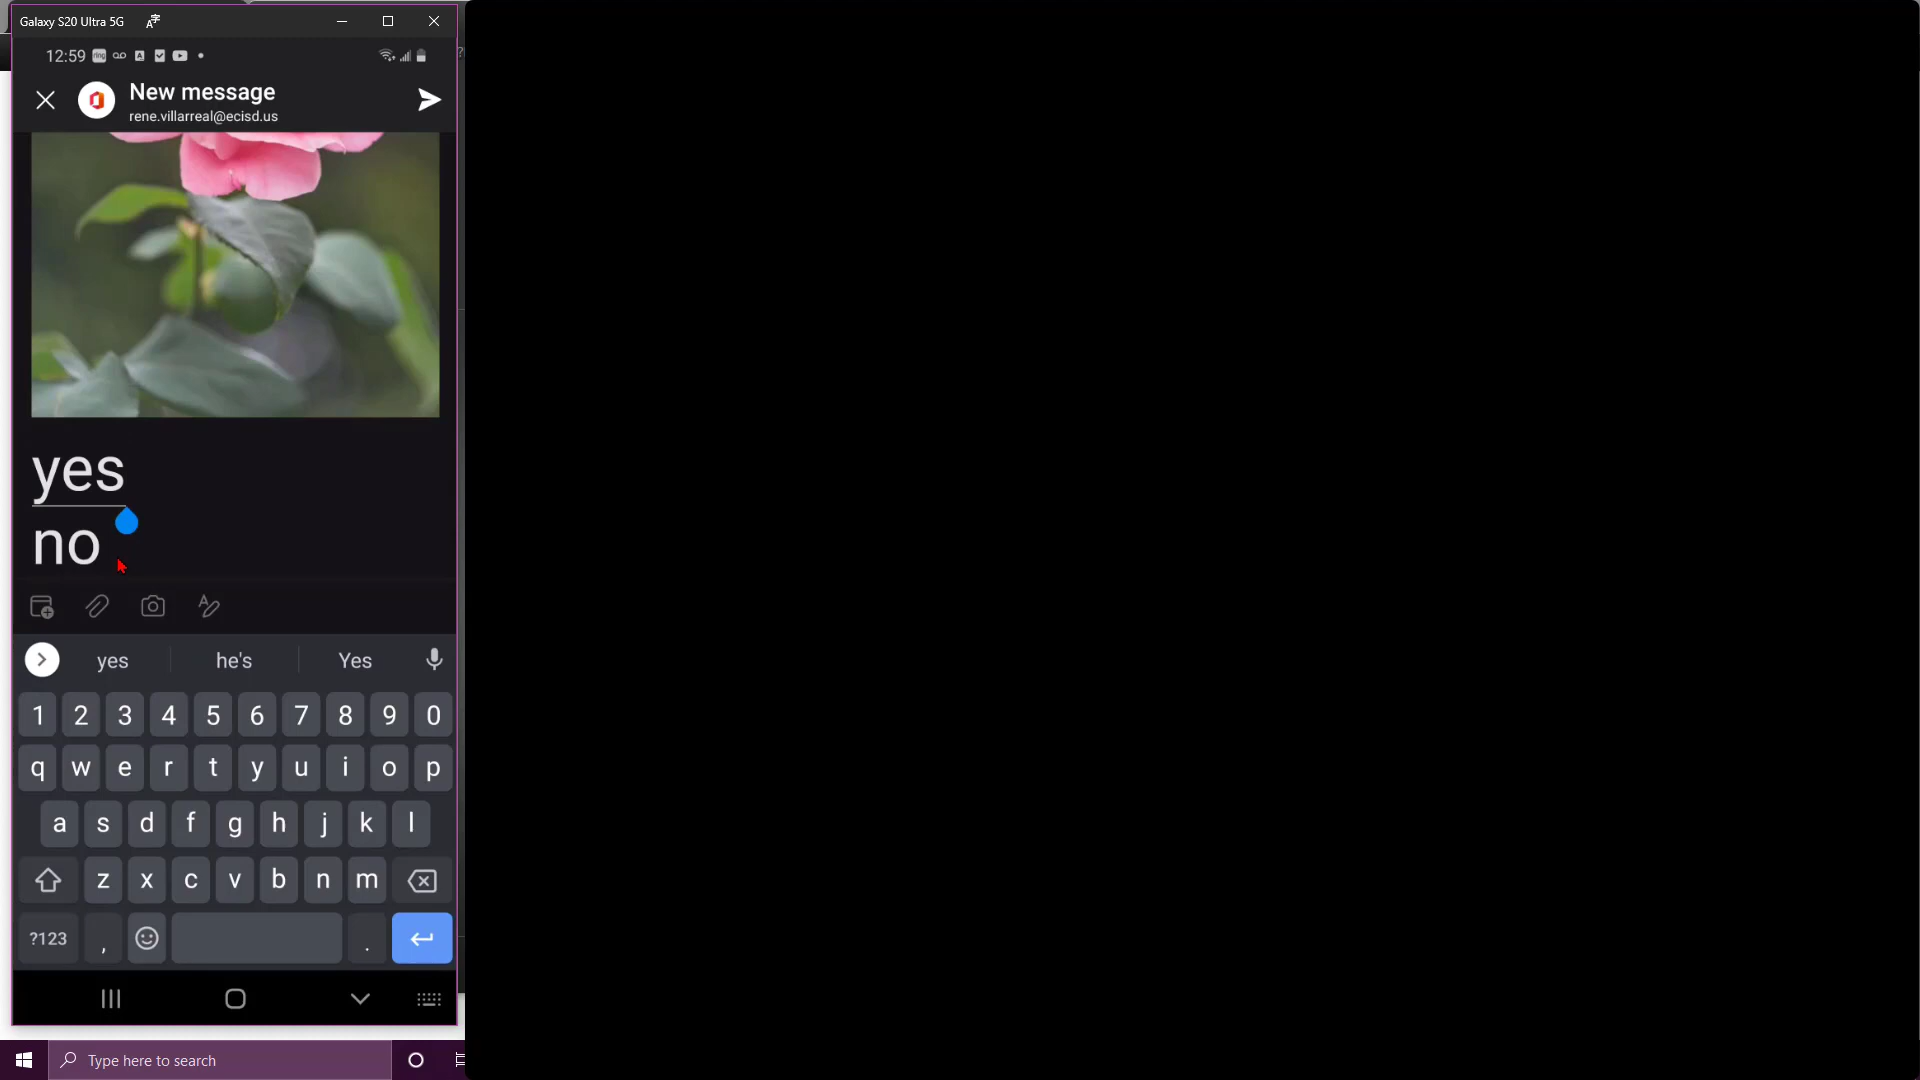 Galaxy S20 Ultra 5G
12:59
New message
rene.villarreal@ecisd.us
yes
no
yes he's Yes
1 2 3 4 5 6 7 8 9 0
q w e r t y u i o p
a s d f g h j k l
z x c v b n m
?123 , .
Type here to search